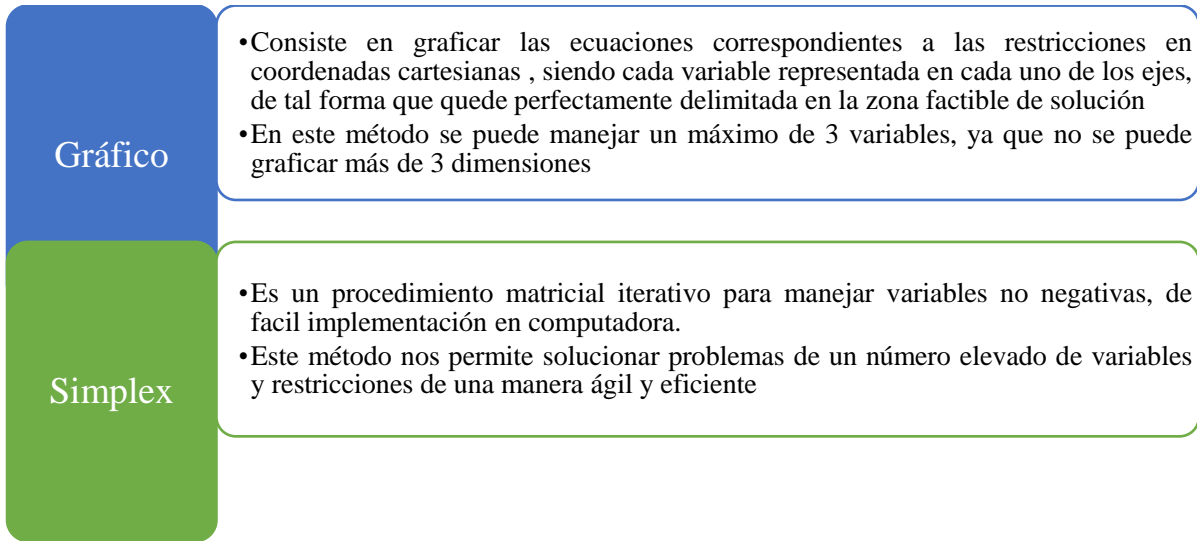 Gráfico
•Consiste en graficar las ecuaciones correspondientes a las restricciones en
coordenadas cartesianas , siendo cada variable representada en cada uno de los ejes,
de tal forma que quede perfectamente delimitada en la zona factible de solución
•En este método se puede manejar un máximo de 3 variables, ya que no se puede
graficar más de 3 dimensiones
Simplex
•Es un procedimiento matricial iterativo para manejar variables no negativas, de
facil implementación en computadora.
•Este método nos permite solucionar problemas de un número elevado de variables
y restricciones de una manera ágil y eficiente